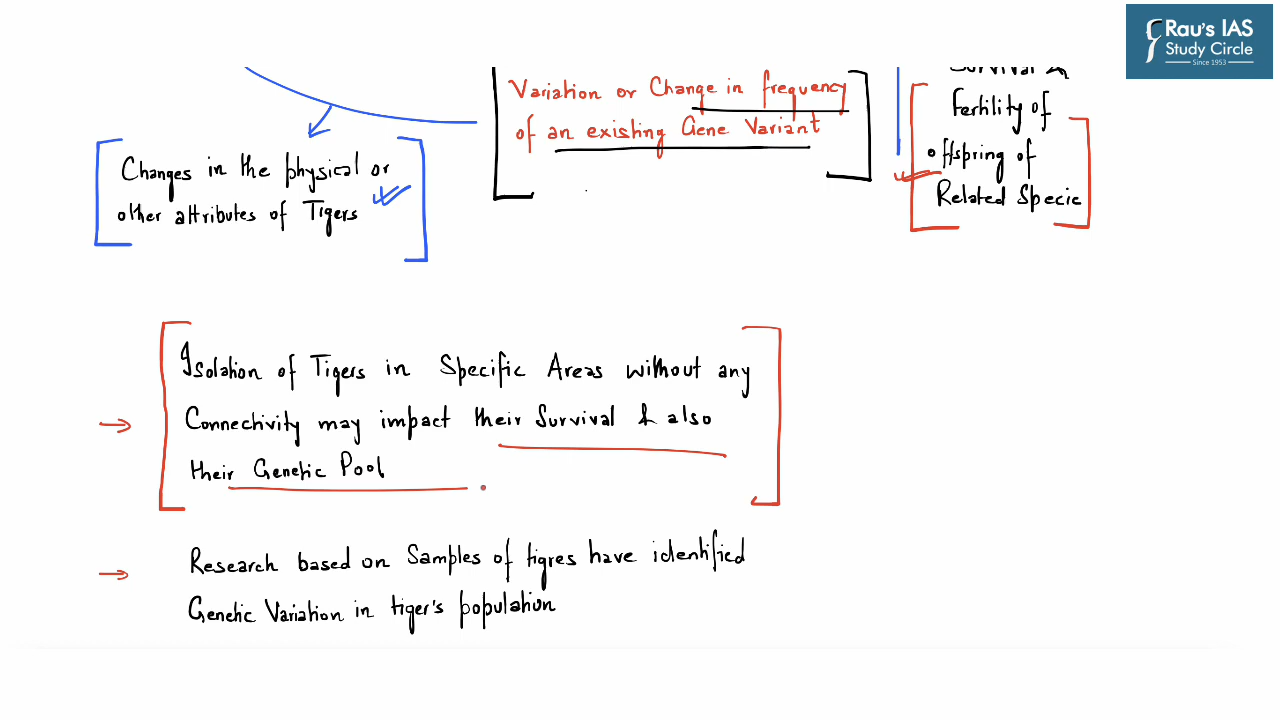 Rau's IAS
Study Circle
Since 1953
Variation or Change in frequency
of an existing Gene Variant
Survival &
Fertility of
offspring of
Related Specie
Changes in the physical or
other attributes of Tigers
Isolation of Tigers in Specific Areas without any
Connectivity may impact their Survival & also
their Genetic Pool
Research based on Samples of tigres have identified
Genetic Variation in tiger's population